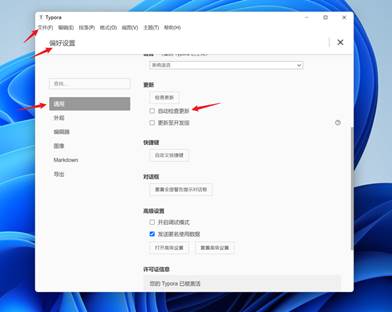 Typora
文件(F) 编辑(E) 段落(P) 格式(O) 视图(V) 主题(T) 帮助(H)
偏好设置
系统语言
查找...
通用
外观
编辑器
图像
Markdown
导出
更新
检查更新
自动检查更新
更新至开发版
快捷键
自定义快捷键
对话框
重置全部警告提示对话框
高级设置
开启调试模式
发送匿名使用数据
打开高级设置 重置高级设置
许可证信息
您的 Typora 已被激活